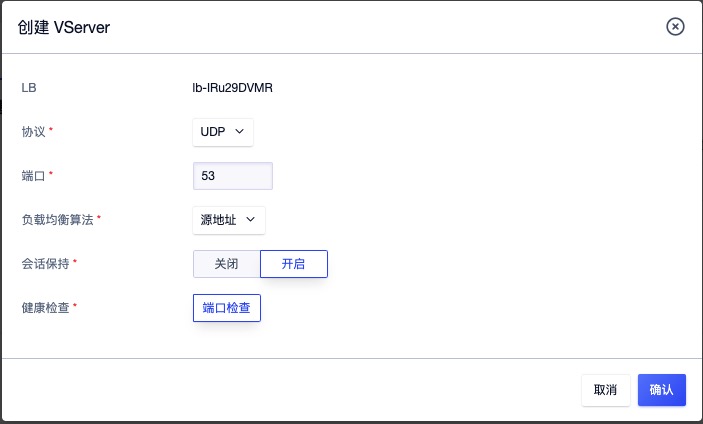 创建 VServer
LB lb-IRu29DVMR
协议 * UDP
端口 * 53
负载均衡算法 * 源地址
会话保持 * 关闭 开启
健康检查 * 端口检查
取消 确认